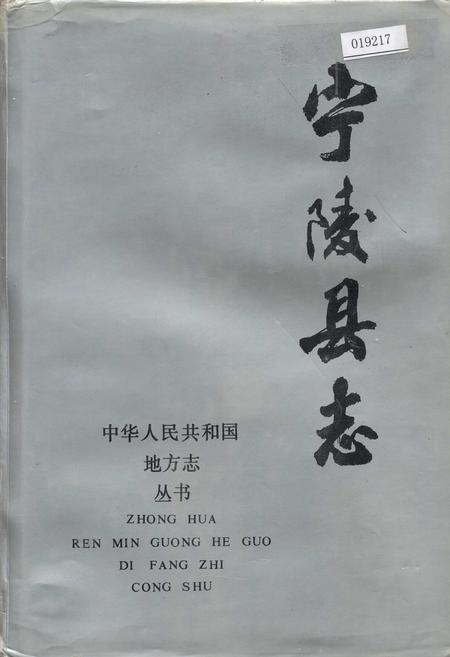 019217
宁陵县志
中华人民共和国
地方志
丛书
ZHONG HUA
REN MIN GUONG HE GUO
DI FANG ZHI
CONG SHU